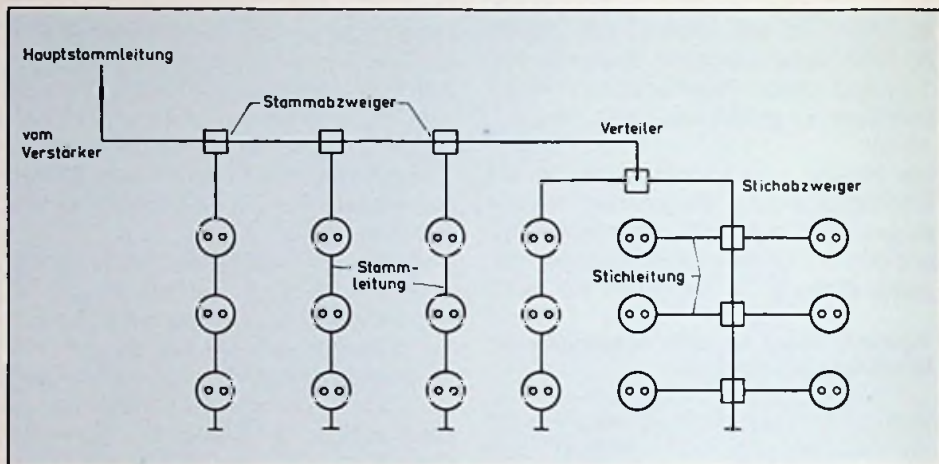 Hauptstammleitung
Stammabzweiger
vom
Verstärker
Verteiler
Stichabzweiger
Stamm-
leitung
Stichleitung